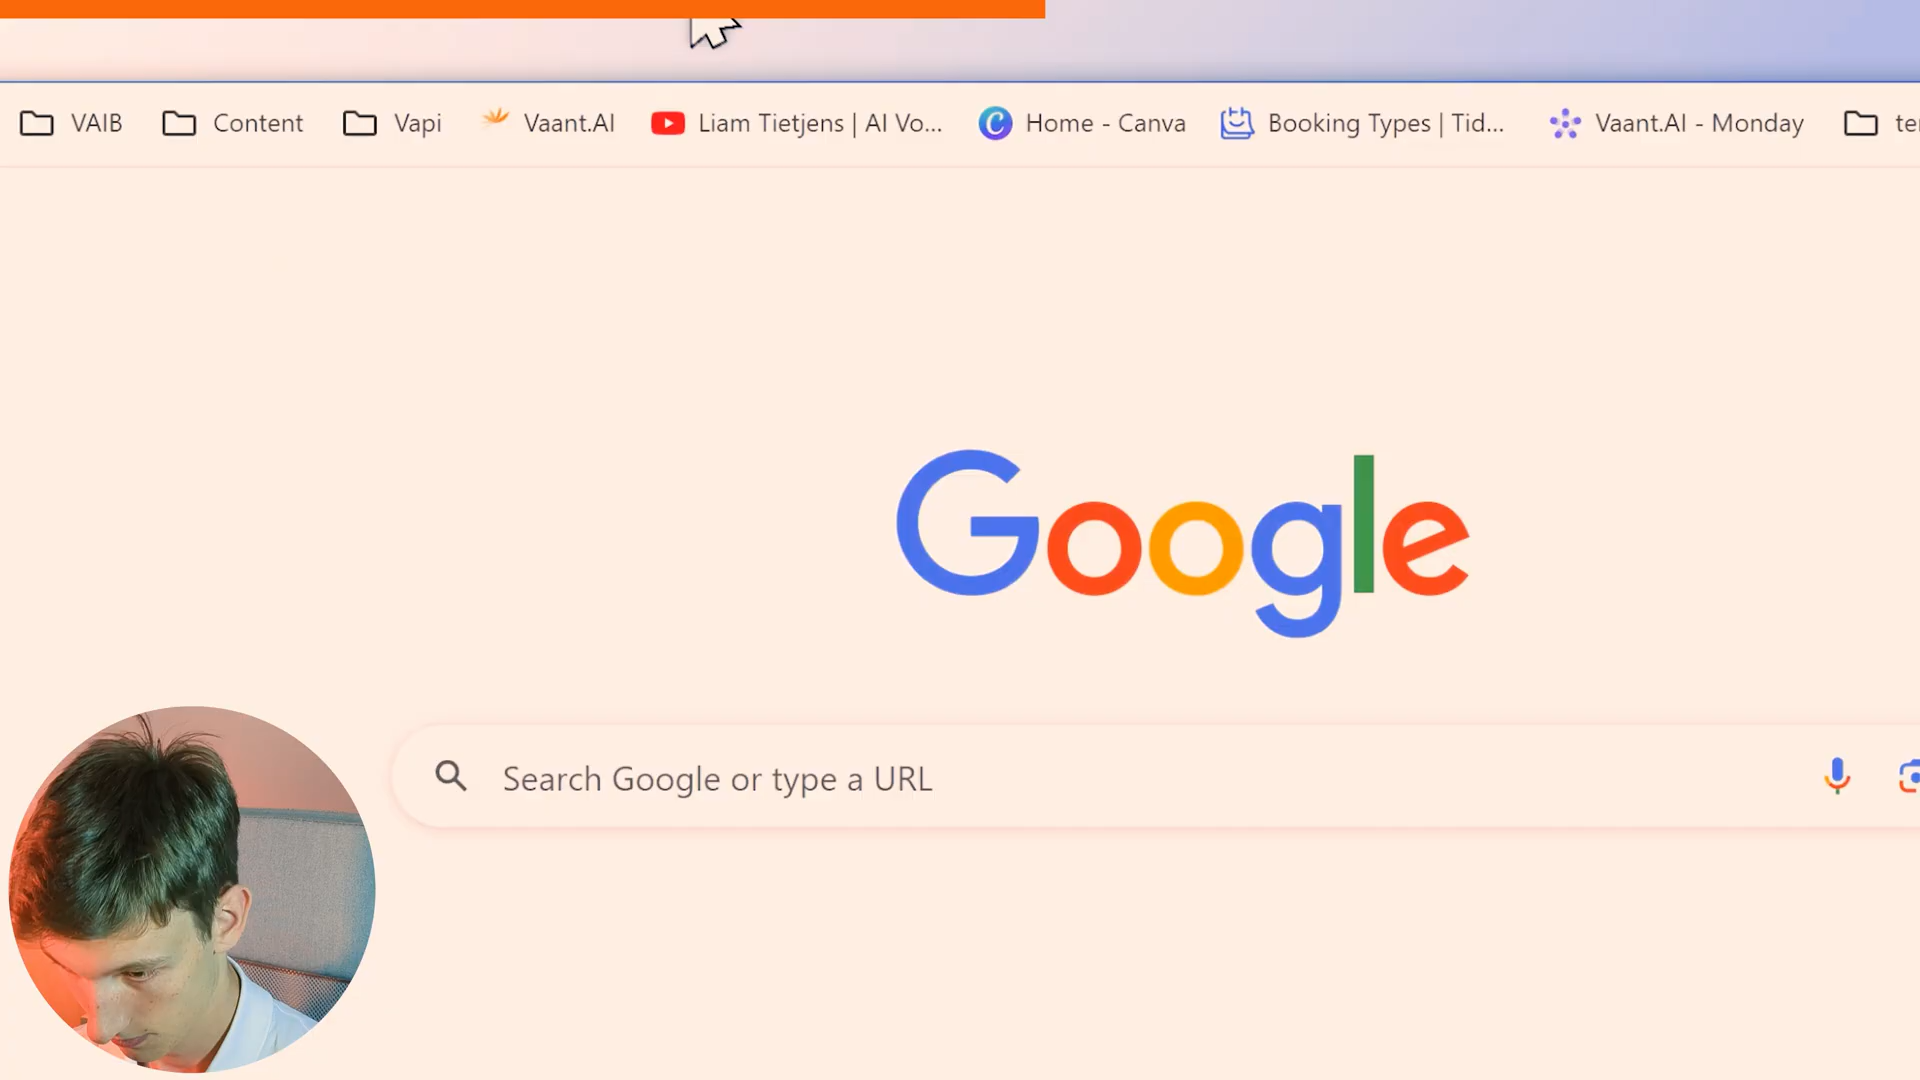 VAIB Content Vapi Vaant.AI Liam Tietjens | AI Vo... Home - Canva Booking Types | Tid... Vaant.AI - Monday
Google
Search Google or type a URL